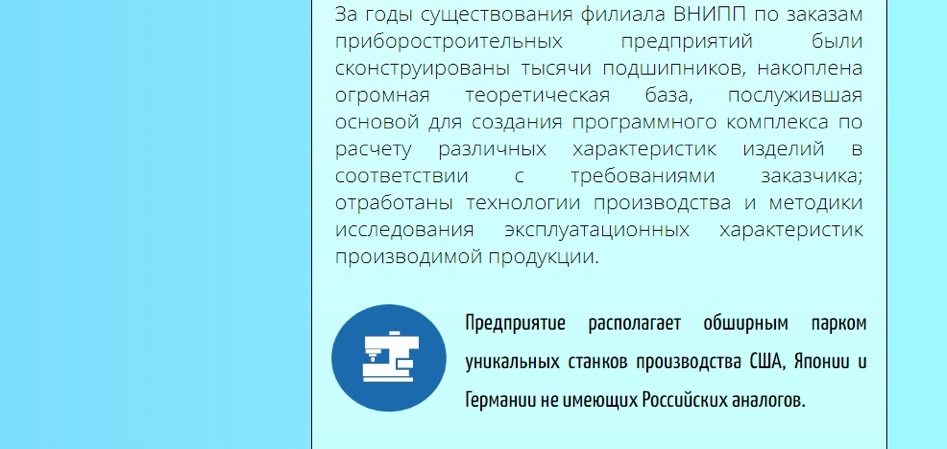 За годы существования филиала ВНИПП по заказам
приборостроительных предприятий были
сконструированы тысячи подшипников, накоплена
огромная теоретическая база, послужившая
основой для создания программного комплекса по
расчету различных характеристик изделий в
соответствии с требованиями заказчика;
отработаны технологии производства и методики
исследования эксплуатационных характеристик
производимой продукции.
Предприятие располагает обширным парком
уникальных станков производства США, Японии и
Германии не имеющих Российских аналогов.